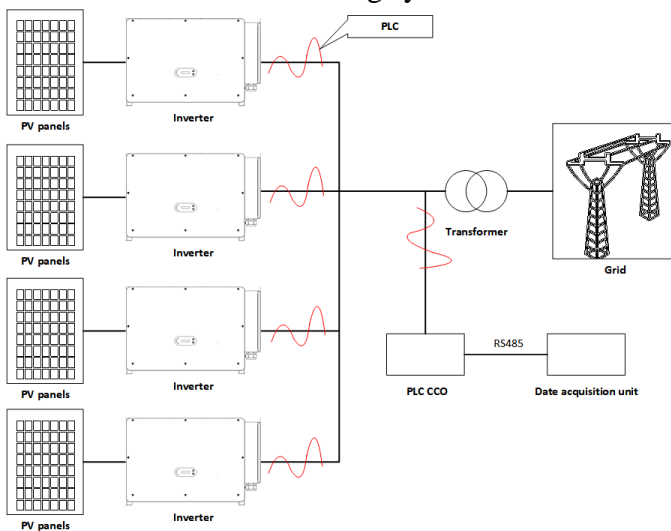 PLC
PV panels
Inverter
PV panels
Inverter
Transformer
Grid
PV panels
Inverter
RS485
PLC CCO
Date acquisition unit
PV panels
Inverter